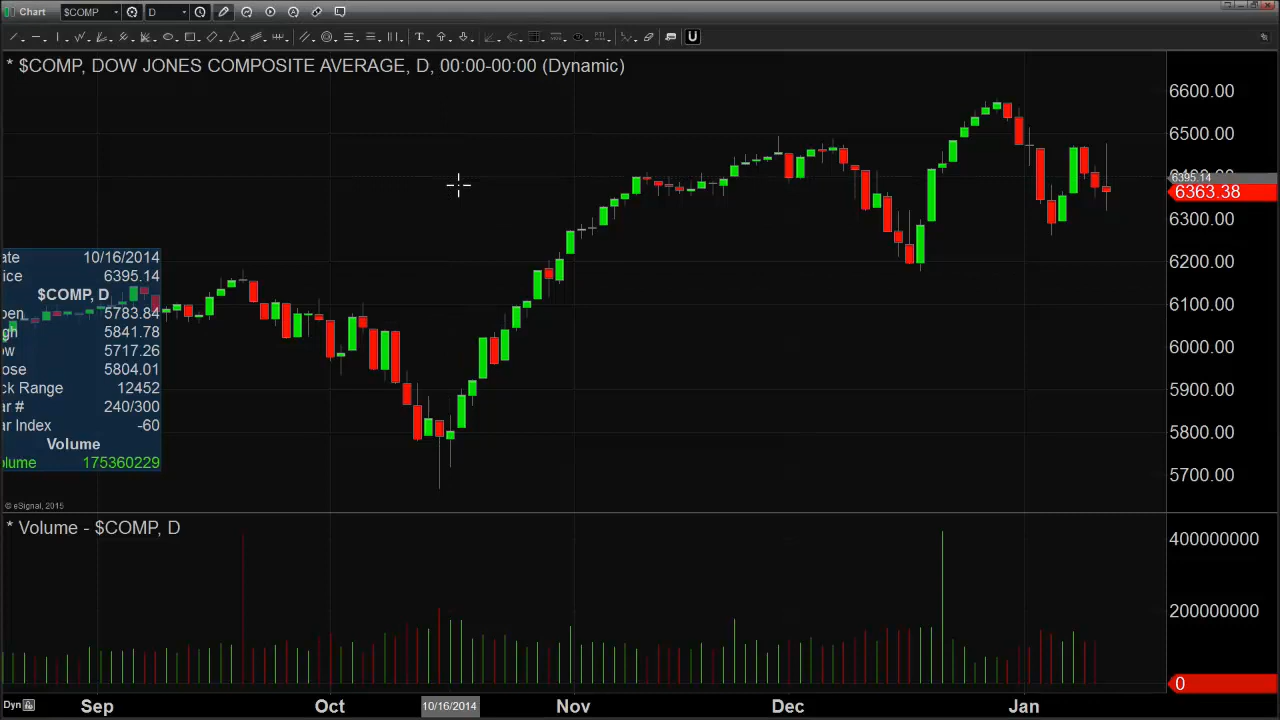 Chart $COMP D
* $COMP, DOW JONES COMPOSITE AVERAGE, D, 00:00-00:00 (Dynamic)
6600.00
6500.00
6395.14
6363.38
6300.00
6200.00
6100.00
6000.00
5900.00
5800.00
5700.00
ate 10/16/2014
ice 6395.14
$COMP, D
pen 5783.84
gh 5841.78
ow 5717.26
ose 5804.01
ck Range 12452
ar # 240/300
ar Index -60
Volume
olume 175360229
© eSignal, 2015
* Volume - $COMP, D
400000000
200000000
0
Dyn Sep Oct 10/16/2014 Nov Dec Jan
T
U